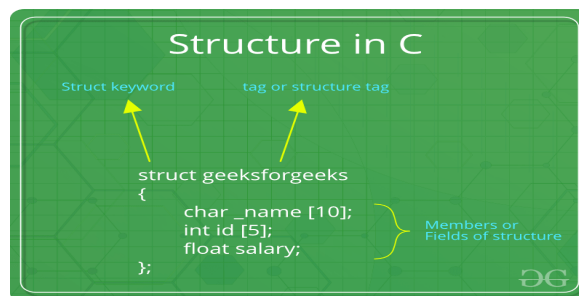 Structure in C
Struct keyword
tag or structure tag
struct geeksforgeeks
{
char _name [10];
int id [5];
float salary;
};
Members or
Fields of structure
GG